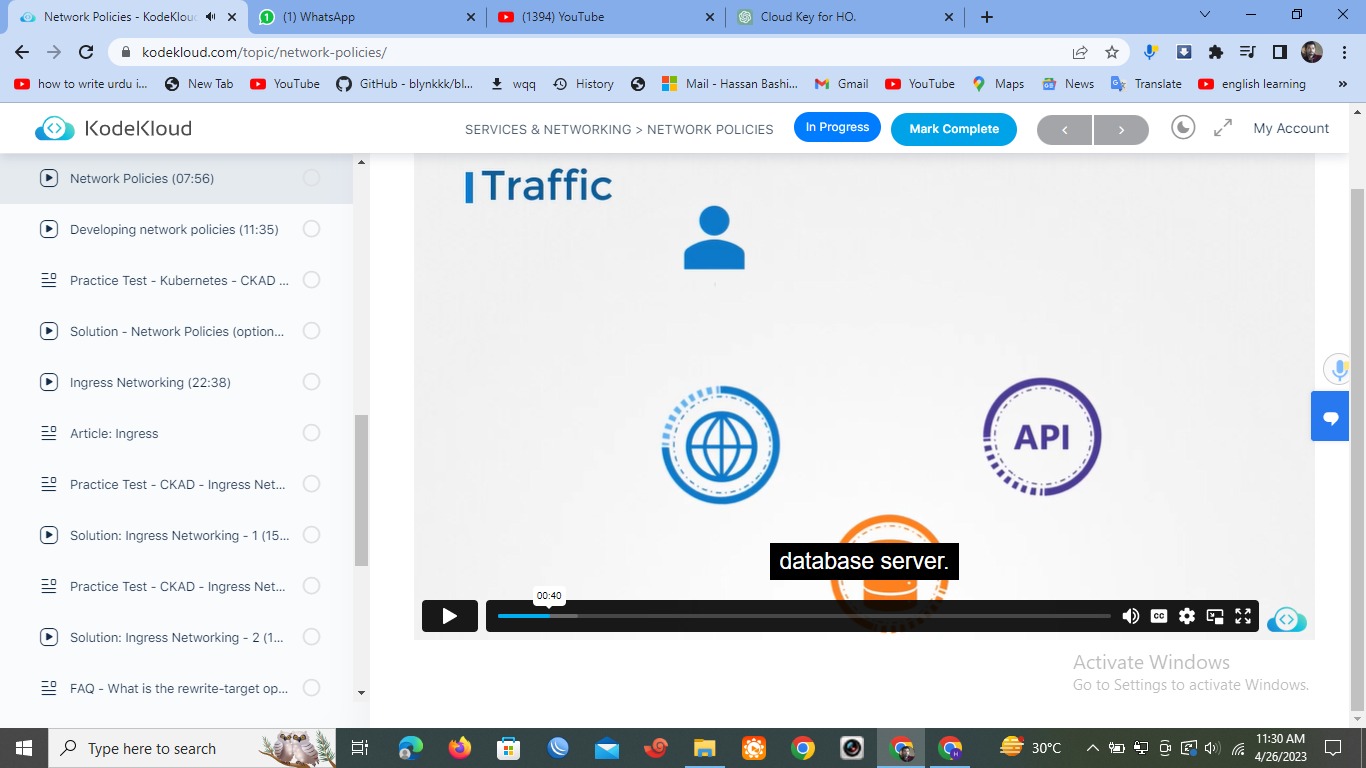 Network Policies - KodeKlou
(1) WhatsApp
(1394) YouTube
Cloud Key for HO.
kodekloud.com/topic/network-policies/
how to write urdu i...
New Tab
YouTube
GitHub - blynkkk/bl...
wqq
History
Mail - Hassan Bashi...
Gmail
YouTube
Maps
News
Translate
english learning
»
KodeKloud
SERVICES & NETWORKING > NETWORK POLICIES
In Progress
Mark Complete
<
>
My Account
Network Policies (07:56)
Developing network policies (11:35)
Practice Test - Kubernetes - CKAD ...
Solution - Network Policies (option...
Ingress Networking (22:38)
Article: Ingress
Practice Test - CKAD - Ingress Net...
Solution: Ingress Networking - 1 (15...
Practice Test - CKAD - Ingress Net...
Solution: Ingress Networking - 2 (1...
FAQ - What is the rewrite-target op...
Traffic
API
database server.
00:40
CC
Activate Windows
Go to Settings to activate Windows.
Type here to search
30°C
11:30 AM
4/26/2023